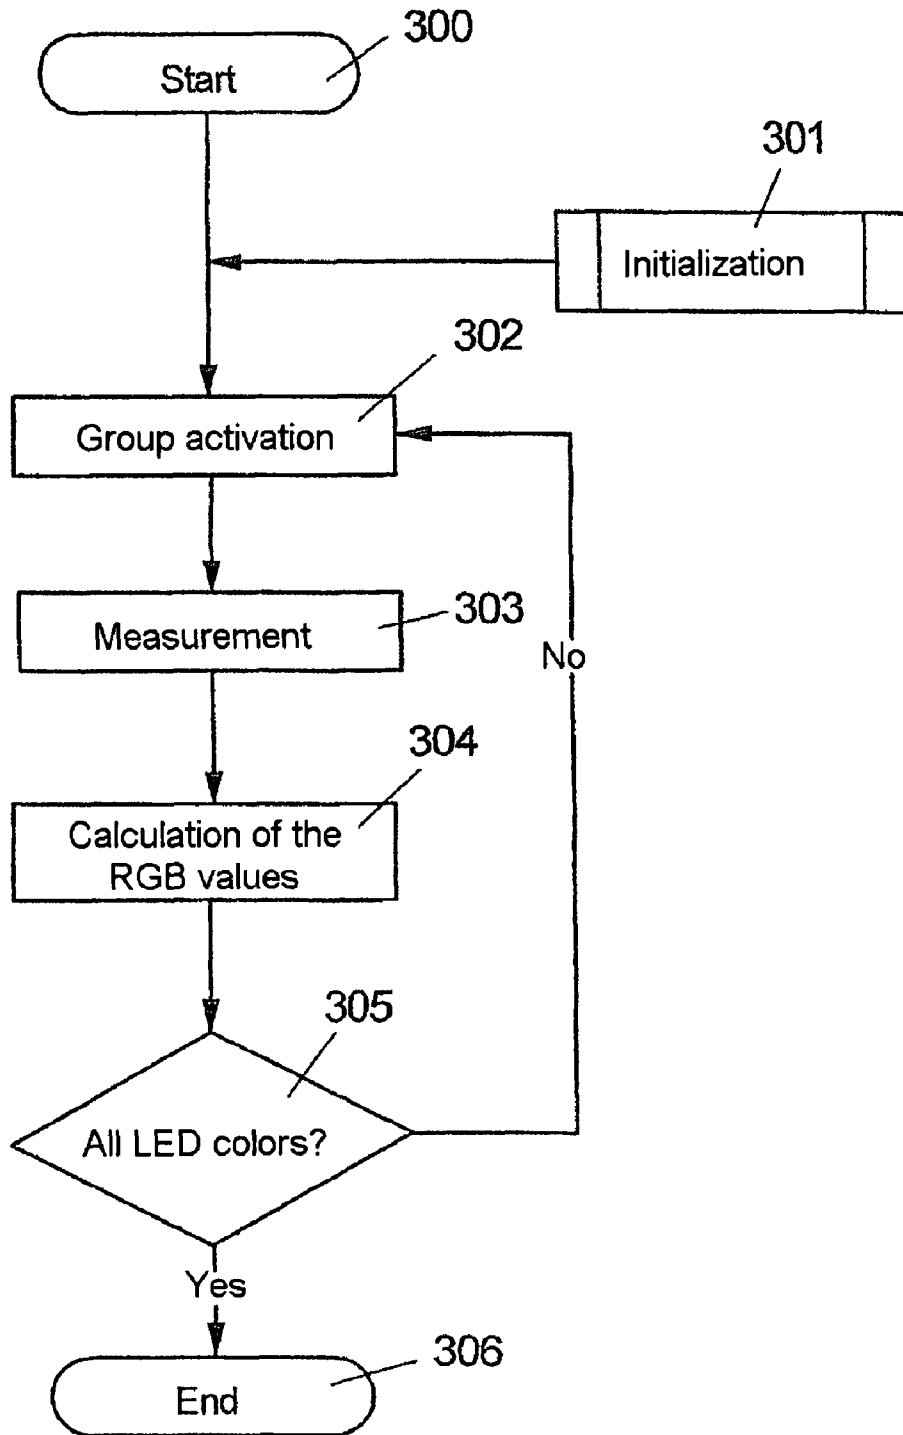 300
Start
301
Initialization
302
Group activation
303
Measurement
No
304
Calculation of the
RGB values
305
All LED colors?
Yes
306
End